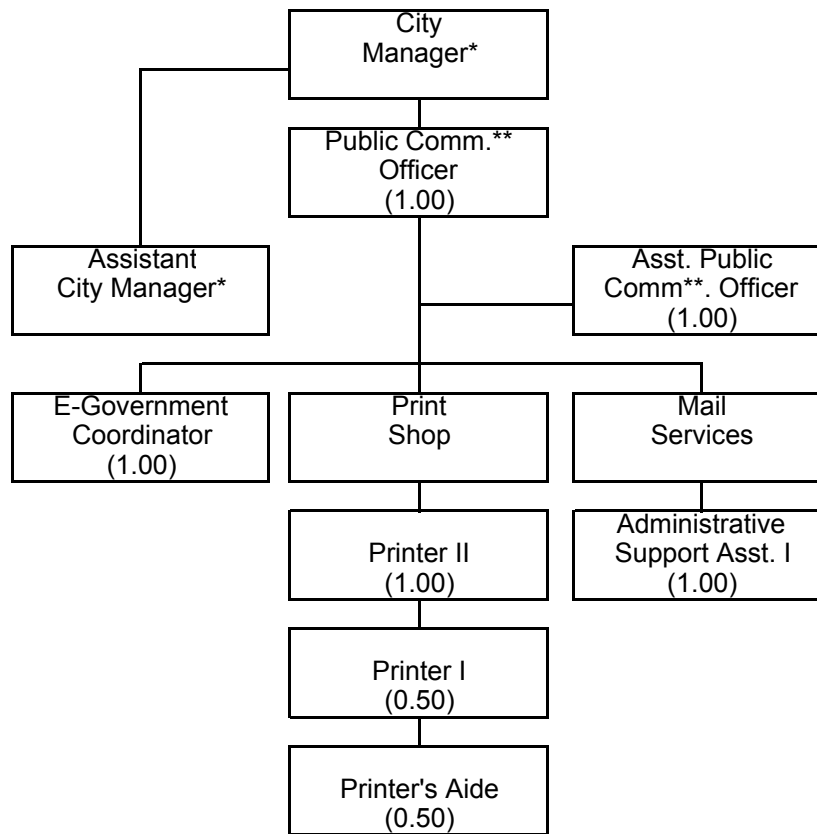 City
Manager*
Public Comm.**
Officer
(1.00)
Assistant
City Manager*
Asst. Public
Comm**. Officer
(1.00)
E-Government
Coordinator
(1.00)
Print
Shop
Mail
Services
Printer II
(1.00)
Administrative
Support Asst. I
(1.00)
Printer I
(0.50)
Printer's Aide
(0.50)